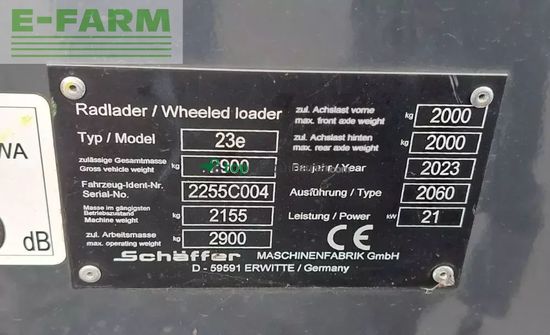 E-FARM
Radlader / Wheeled loader
Typ / Model 23e
zulässige Gesamtmasse
Gross vehicle weight kg 2900
Fahrzeug-Ident-Nr.
Serial-No. 2255C004
Masse im gängigsten
Betriebszustand
Machine weight kg 2155
zul. Arbeitsmasse
max. operating weight kg 2900
zul. Achslast vorne
max. front axle weight kg 2000
zul. Achslast hinten
max. rear axle weight kg 2000
Baujahr / Year 2023
Ausführung / Type 2060
Leistung / Power kW 21
CE
Schäffer MASCHINENFABRIK GmbH
D - 59591 ERWITTE / Germany
WA
dB